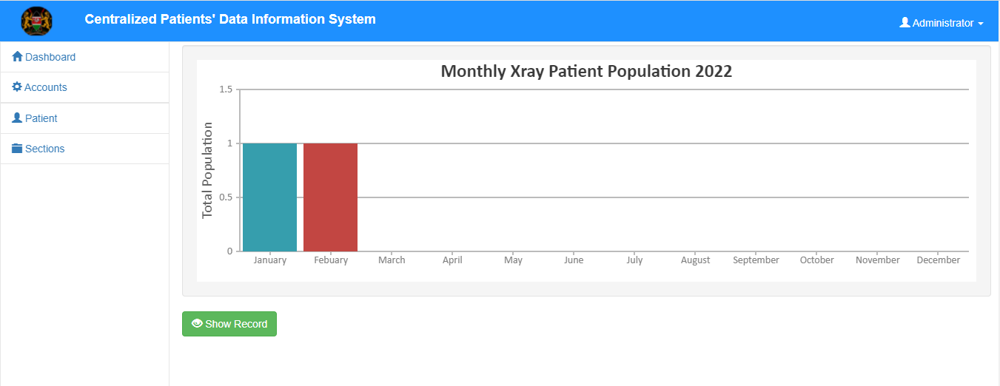 Centralized Patients' Data Information System
Administrator
Dashboard
Accounts
Patient
Sections
Monthly Xray Patient Population 2022
Total Population
1.5
1
0.5
0
January Febuary March April May June July August September October November December
Show Record